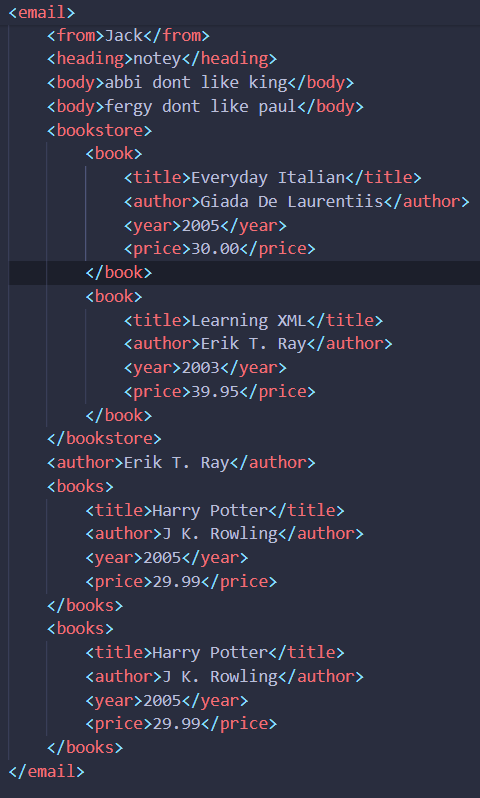 <email>
<from>Jack</from>
<heading>notey</heading>
<body>abbi dont like king</body>
<body>fergy dont like paul</body>
<bookstore>
<book>
<title>Everyday Italian</title>
<author>Giada De Laurentiis</author>
<year>2005</year>
<price>30.00</price>
</book>
<book>
<title>Learning XML</title>
<author>Erik T. Ray</author>
<year>2003</year>
<price>39.95</price>
</book>
</bookstore>
<author>Erik T. Ray</author>
<books>
<title>Harry Potter</title>
<author>J K. Rowling</author>
<year>2005</year>
<price>29.99</price>
</books>
<books>
<title>Harry Potter</title>
<author>J K. Rowling</author>
<year>2005</year>
<price>29.99</price>
</books>
</email>